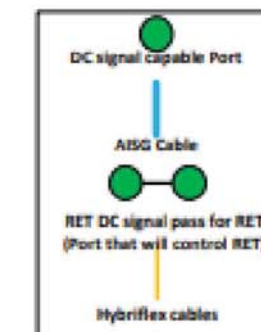 DC signal capable Port
AISG Cable
RET DC signal pass for RET
(Port that will control RET)
Hybriflex cables